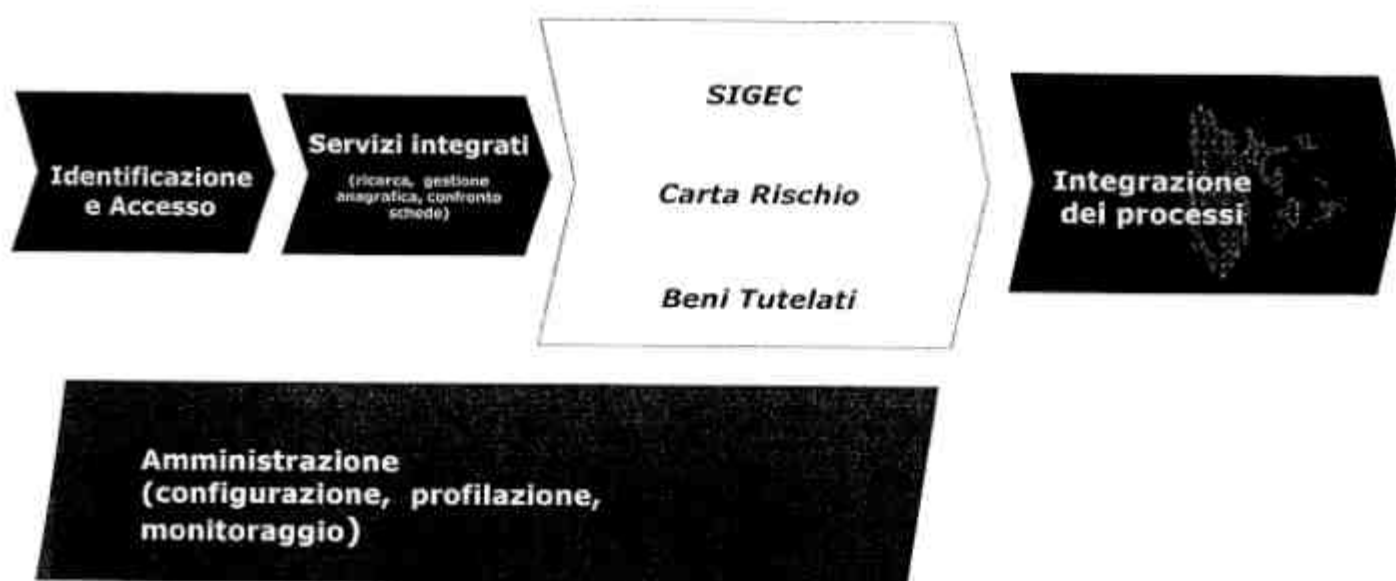 Identificazione
e Accesso
Servizi integrati
(ricarca, gestione
anagrafica, confronto
schede)
SIGEC
Carta Rischio
Beni Tutelati
Integrazione
dei processi
Amministrazione
(configurazione, profilazione,
monitoraggio)